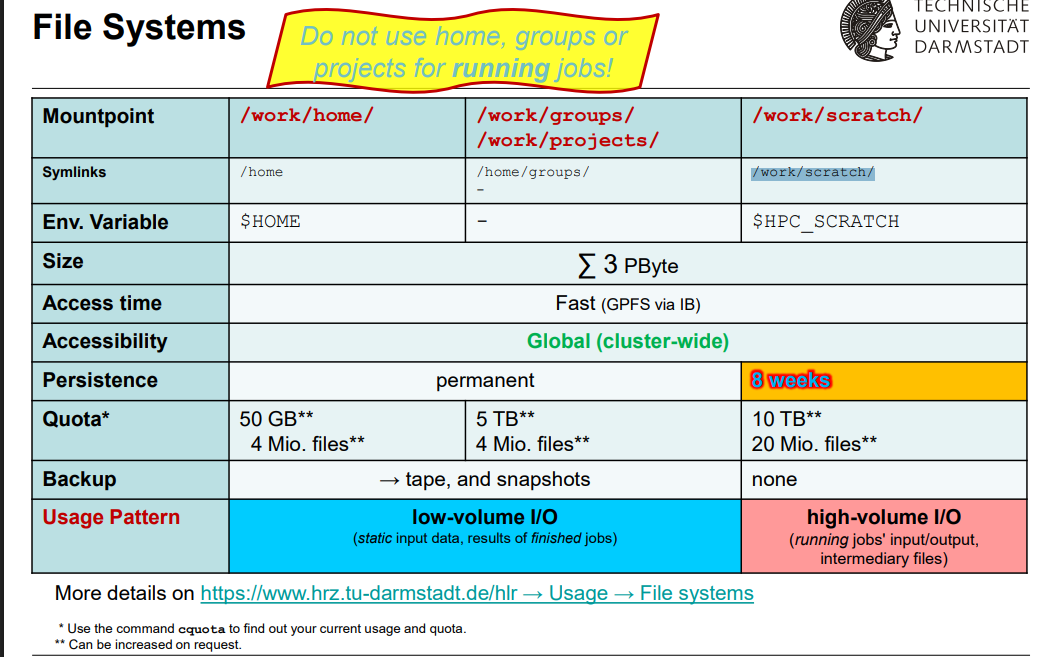 File Systems
Do not use home, groups or
projects for running jobs!
TECHNISCHE
UNIVERSITÄT
DARMSTADT
Mountpoint
/work/home/
/work/groups/
/work/projects/
/work/scratch/
Symlinks
/home
/home/groups/
-
/work/scratch/
Env. Variable
$HOME
–
$HPC_SCRATCH
Size
∑ 3 PByte
Access time
Fast (GPFS via IB)
Accessibility
Global (cluster-wide)
Persistence
permanent
8 weeks
Quota*
50 GB**
4 Mio. files**
5 TB**
4 Mio. files**
10 TB**
20 Mio. files**
Backup
→ tape, and snapshots
none
Usage Pattern
low-volume I/O
(static input data, results of finished jobs)
high-volume I/O
(running jobs' input/output,
intermediary files)
More details on https://www.hrz.tu-darmstadt.de/hlr → Usage → File systems
* Use the command cquota to find out your current usage and quota.
** Can be increased on request.